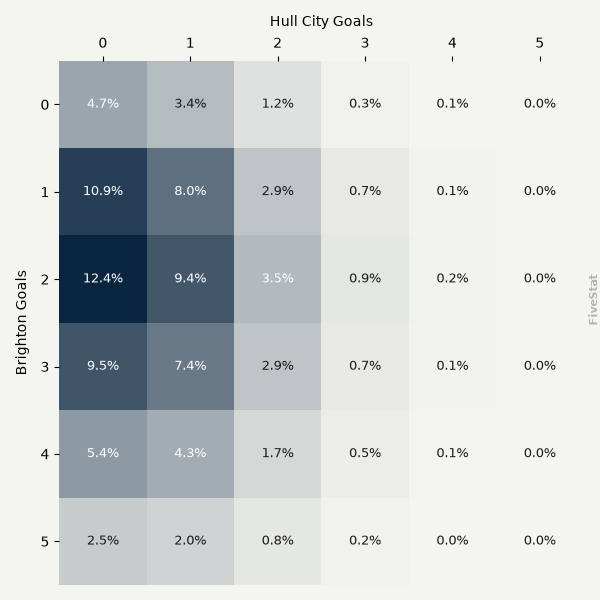 Hull City Goals
0 1 2 3 4 5
0 4.7% 3.4% 1.2% 0.3% 0.1% 0.0%
1 10.9% 8.0% 2.9% 0.7% 0.1% 0.0%
2 12.4% 9.4% 3.5% 0.9% 0.2% 0.0%
3 9.5% 7.4% 2.9% 0.7% 0.1% 0.0%
4 5.4% 4.3% 1.7% 0.5% 0.1% 0.0%
5 2.5% 2.0% 0.8% 0.2% 0.0% 0.0%
Brighton Goals
FiveStat